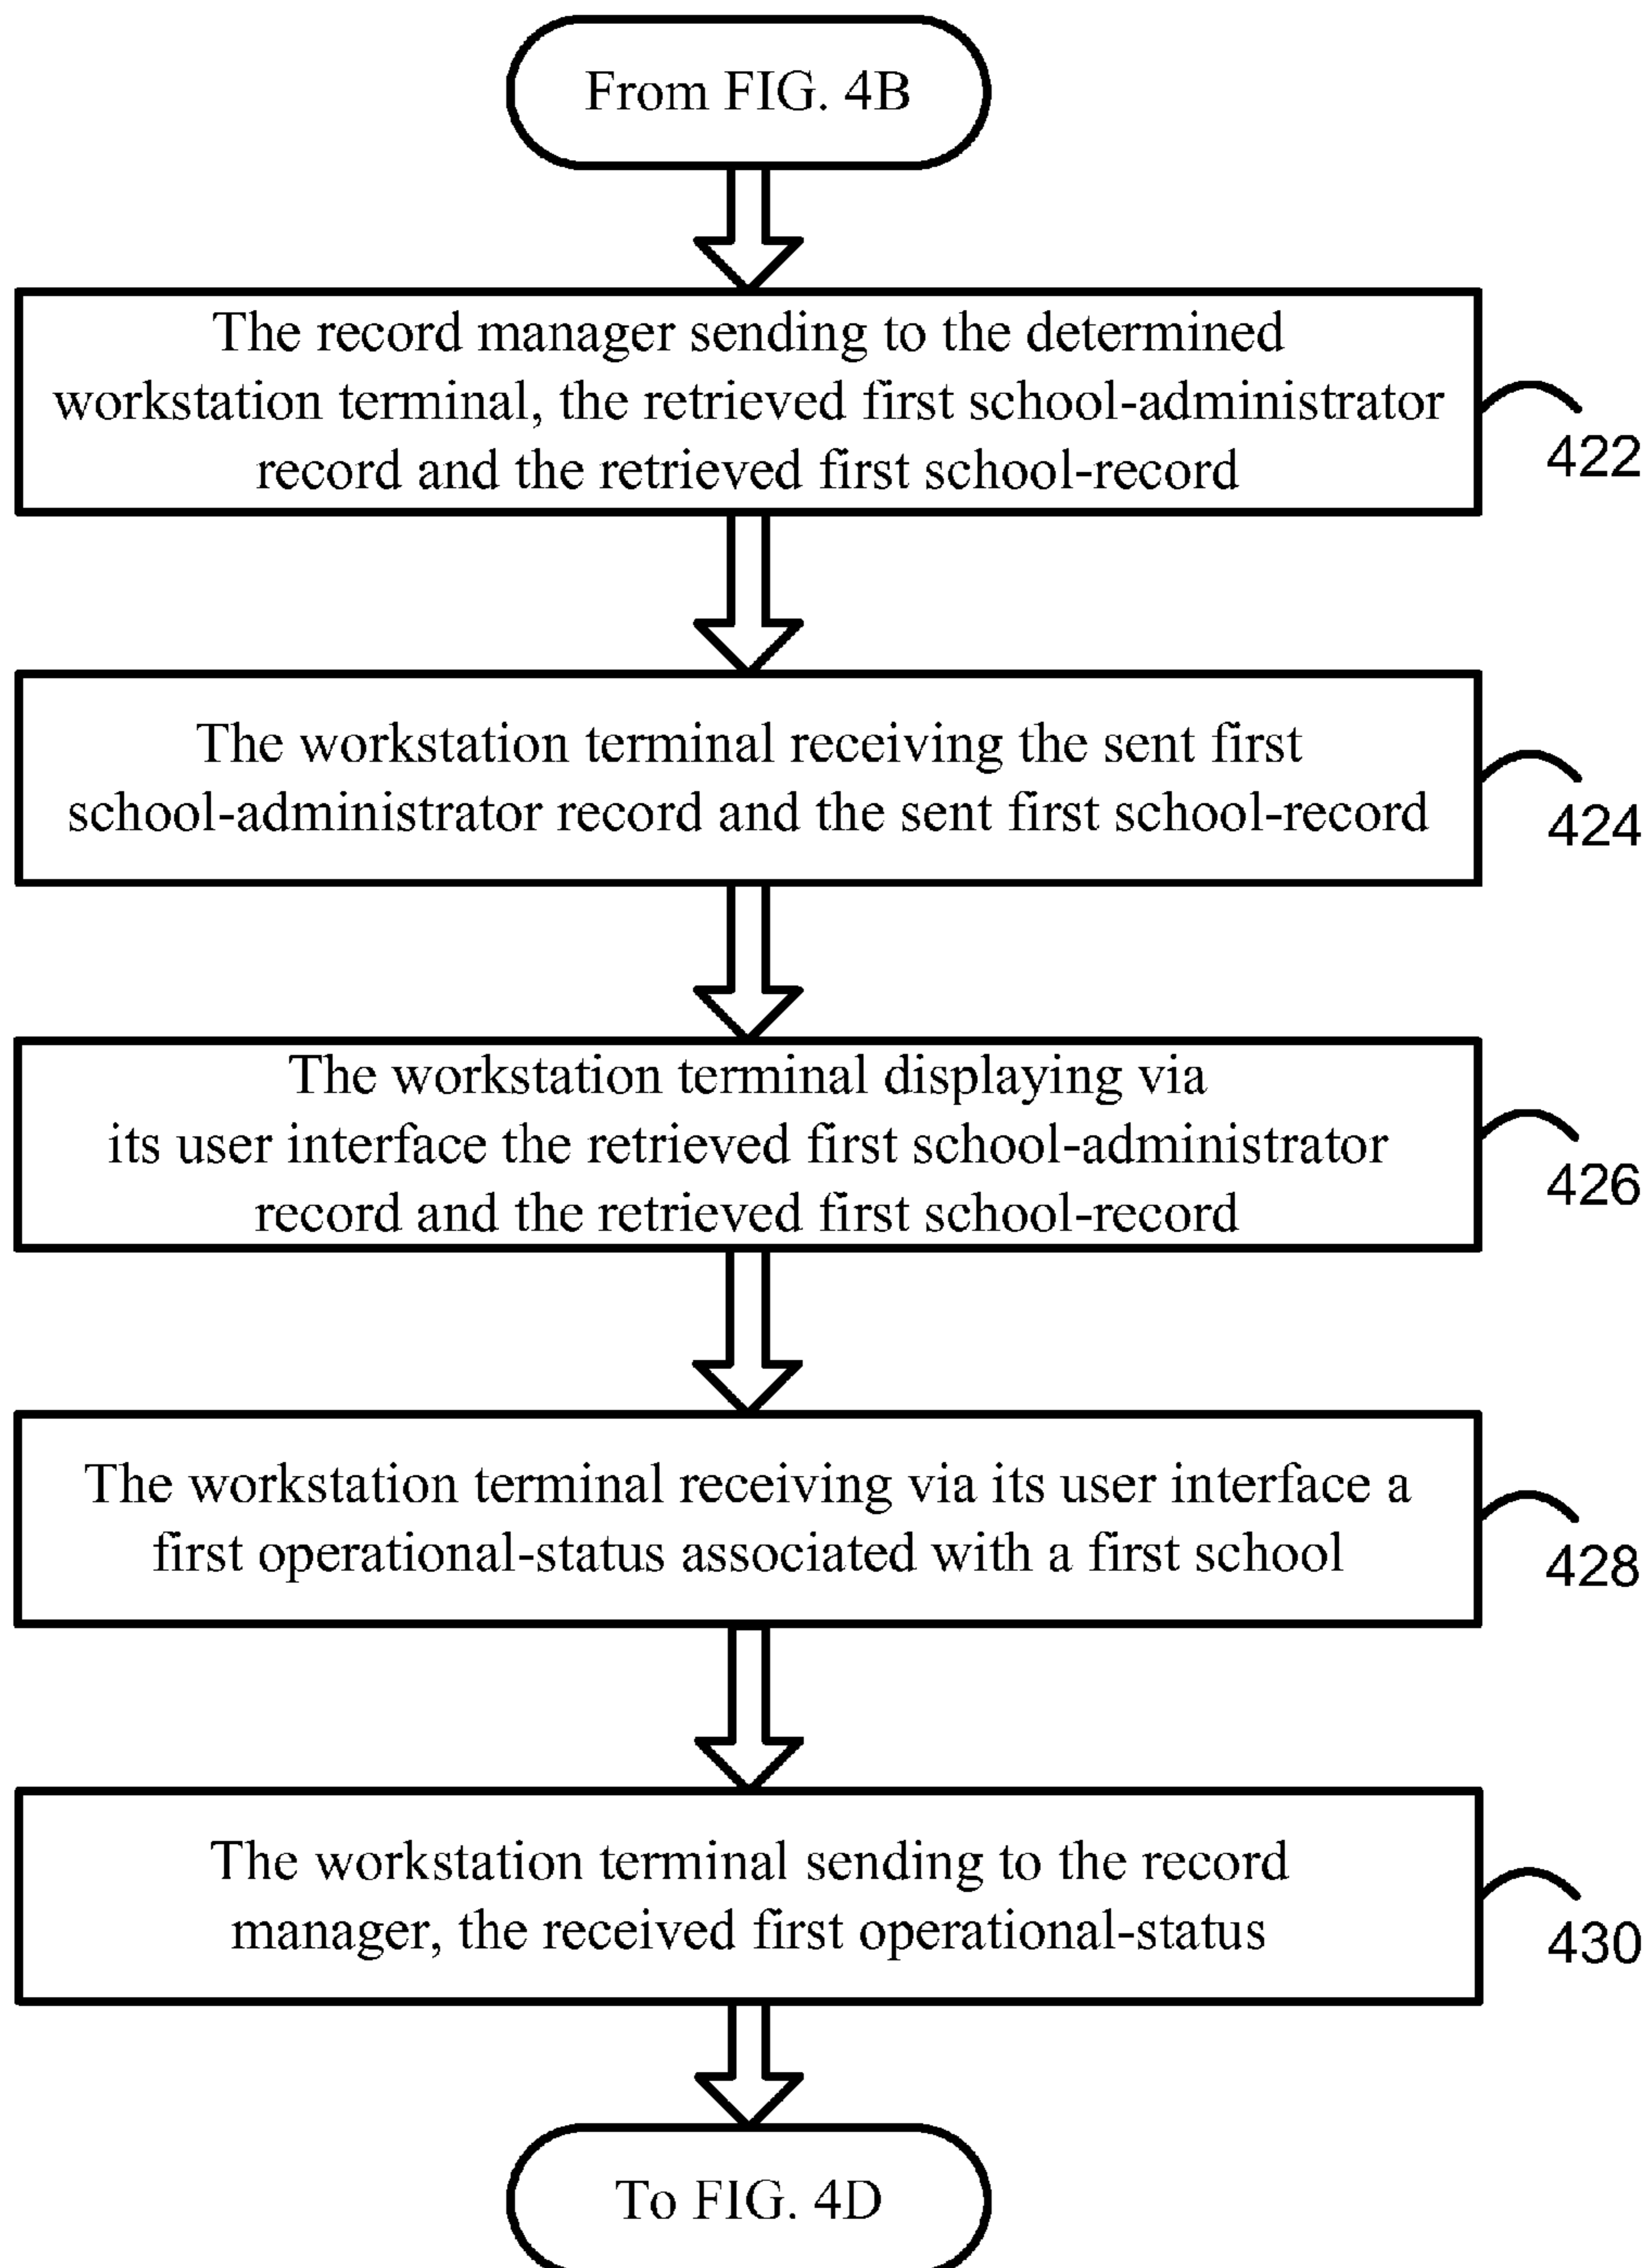 From FIG. 4B
The record manager sending to the determined
workstation terminal, the retrieved first school-administrator
record and the retrieved first school-record
422
The workstation terminal receiving the sent first
school-administrator record and the sent first school-record
424
The workstation terminal displaying via
its user interface the retrieved first school-administrator
record and the retrieved first school-record
426
The workstation terminal receiving via its user interface a
first operational-status associated with a first school
428
The workstation terminal sending to the record
manager, the received first operational-status
430
To FIG. 4D